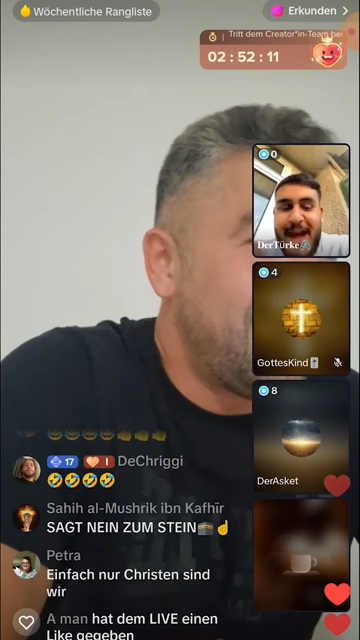 Wöchentliche Rangliste
Erkunden >
Tritt dem Creator*in-Team bei
02 : 52 : 11
0
DerTürke
4
GottesKind
8
DerAsket
17 1 DeChriggi
🤣🤣🤣🤣
Sahih al-Mushrik ibn Kafhir
SAGT NEIN ZUM STEIN🕋☝️
Petra
Einfach nur Christen sind
wir
A man hat dem LIVE einen
Like gegeben